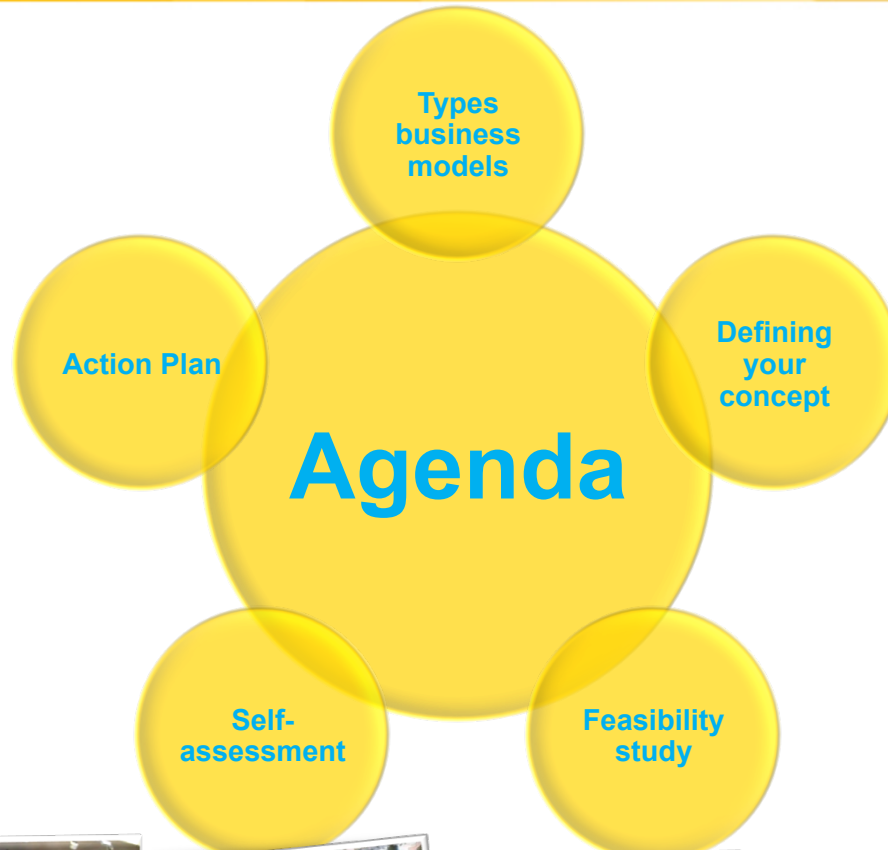 Types
business
models
Defining
your
concept
Action Plan
Agenda
Self-
assessment
Feasibility
study